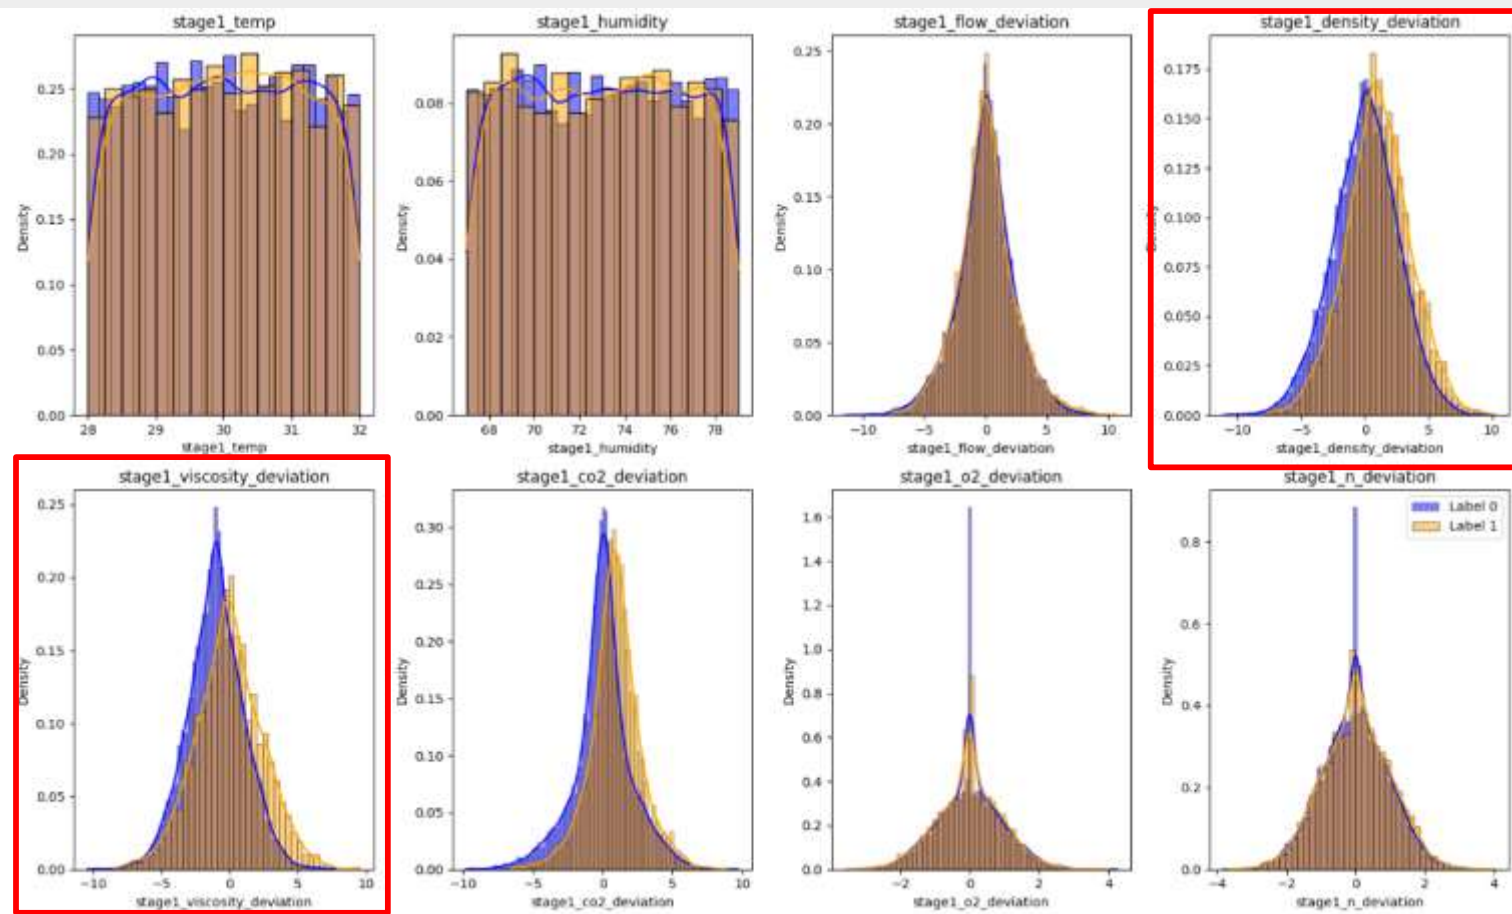 stage1_temp
0.25
0.20
0.15
0.10
0.05
0.00
Density
28 29 30 31 32
stage1_temp
stage1_humidity
0.08
0.06
0.04
0.02
0.00
Density
68 70 72 74 76 78
stage1_humidity
stage1_flow_deviation
0.25
0.20
0.15
0.10
0.05
0.00
Density
−10 −5 0 5 10
stage1_flow_deviation
stage1_density_deviation
0.175
0.150
0.125
0.100
0.075
0.050
0.025
0.000
Density
−10 −5 0 5 10
stage1_density_deviation
stage1_viscosity_deviation
0.25
0.20
0.15
0.10
0.05
0.00
Density
−10 −5 0 5 10
stage1_viscosity_deviation
stage1_co2_deviation
0.30
0.25
0.20
0.15
0.10
0.05
0.00
Density
−10 −5 0 5 10
stage1_co2_deviation
stage1_o2_deviation
1.6
1.4
1.2
1.0
0.8
0.6
0.4
0.2
0.0
Density
−2 0 2 4
stage1_o2_deviation
stage1_n_deviation
Label 0
Label 1
0.8
0.6
0.4
0.2
0.0
Density
−4 −2 0 2 4
stage1_n_deviation